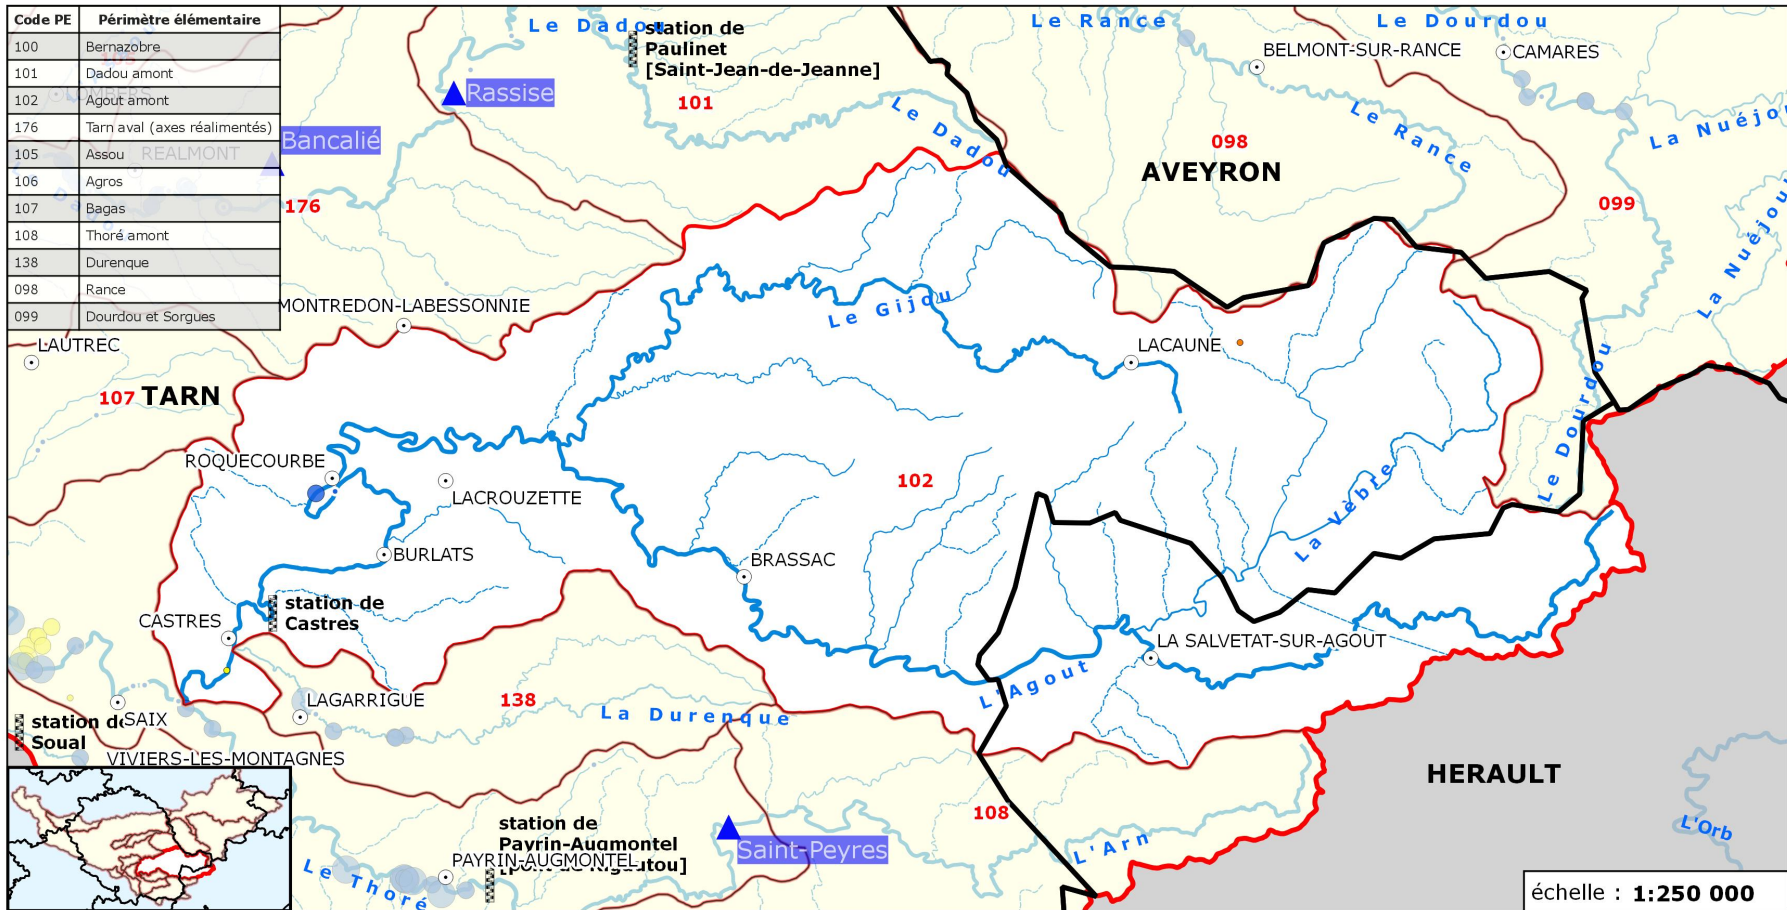 Code PE Périmètre élémentaire
100 Bernazobre
101 Dadou amont
102 Agout amont
176 Tarn aval (axes réalimentés)
105 Assou
106 Agros
107 Bagas
108 Thoré amont
138 Durenque
098 Rance
099 Dourdou et Sorgues
105
LOMBERS
REALMONT
Le Dadou
station de
Paulinet
[Saint-Jean-de-Jeanne]
Le Rance
Le Dourdou
BELMONT-SUR-RANCE
CAMARES
Rassise
101
Bancalié
Le Dadou
098
AVEYRON
Le Rance
La Nuéjou
099
La Nuéjou
176
MONTREDON-LABESSONNIE
Le Gijou
LACAUNE
LAUTREC
107
TARN
Le Dourdou
ROQUECOURBE
LACROUZETTE
102
La Vèbre
BURLATS
BRASSAC
station de
Castres
CASTRES
LA SALVETAT-SUR-AGOUT
L'Agout
LAGARRIGUE
138
La Durenque
SAIX
station de
Soual
VIVIERS-LES-MONTAGNES
HERAULT
108
station de
Payrin-Augmontel
PAYRIN-AUGMONTEL
Saint-Peyres
L'Arn
L'Orb
Le Thoré
échelle : 1:250 000